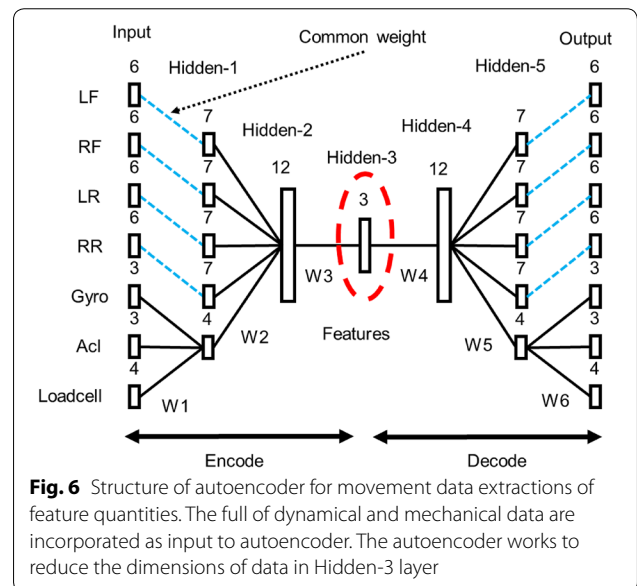 Input
Common weight
Output
6
Hidden-1
Hidden-5
6
LF
6
7
Hidden-2
Hidden-4
7
6
RF
6
7
12
Hidden-3
12
7
6
LR
6
7
3
7
6
RR
3
7
W3
W4
7
3
Gyro
3
4
W2
Features
W5
4
3
Acl
4
4
Loadcell
W1
W6
Encode
Decode
Fig. 6 Structure of autoencoder for movement data extractions of
feature quantities. The full of dynamical and mechanical data are
incorporated as input to autoencoder. The autoencoder works to
reduce the dimensions of data in Hidden-3 layer